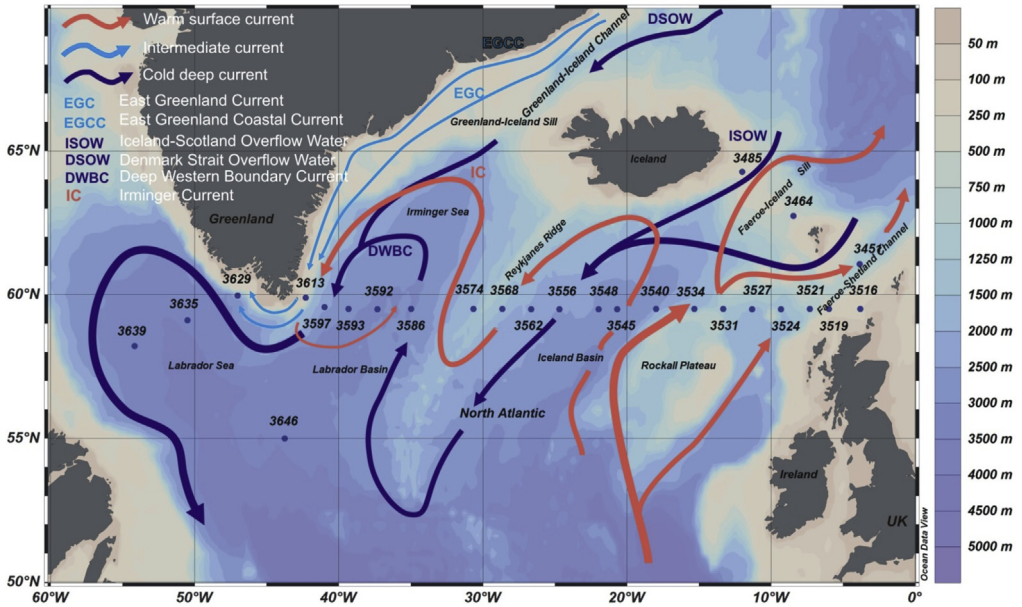 Warm surface current
Intermediate current
Cold deep current
EGC East Greenland Current
EGCC East Greenland Coastal Current
ISOW Iceland-Scotland Overflow Water
DSOW Denmark Strait Overflow Water
DWBC Deep Western Boundary Current
IC Irminger Current
EGCC
DSOW
Greenland-Iceland Channel
EGC
Greenland-Iceland Sill
Iceland
ISOW
3485
IC
Greenland
Irminger Sea
Faeroe-Iceland Sill
3464
Reykjanes Ridge
DWBC
3451
Faeroe-Shetland Channel
3629
3613
3592
3574
3568
3556
3548
3540
3534
3527
3521
3516
3635
3639
3597
3593
3586
3562
3545
3531
3524
3519
Labrador Sea
Labrador Basin
Iceland Basin
Rockall Plateau
North Atlantic
3646
Ireland
UK
65°N
60°N
55°N
50°N
60°W
50°W
40°W
30°W
20°W
10°W
0°
Ocean Data View
50 m
100 m
250 m
500 m
750 m
1000 m
1250 m
1500 m
2000 m
2500 m
3000 m
3500 m
4000 m
4500 m
5000 m